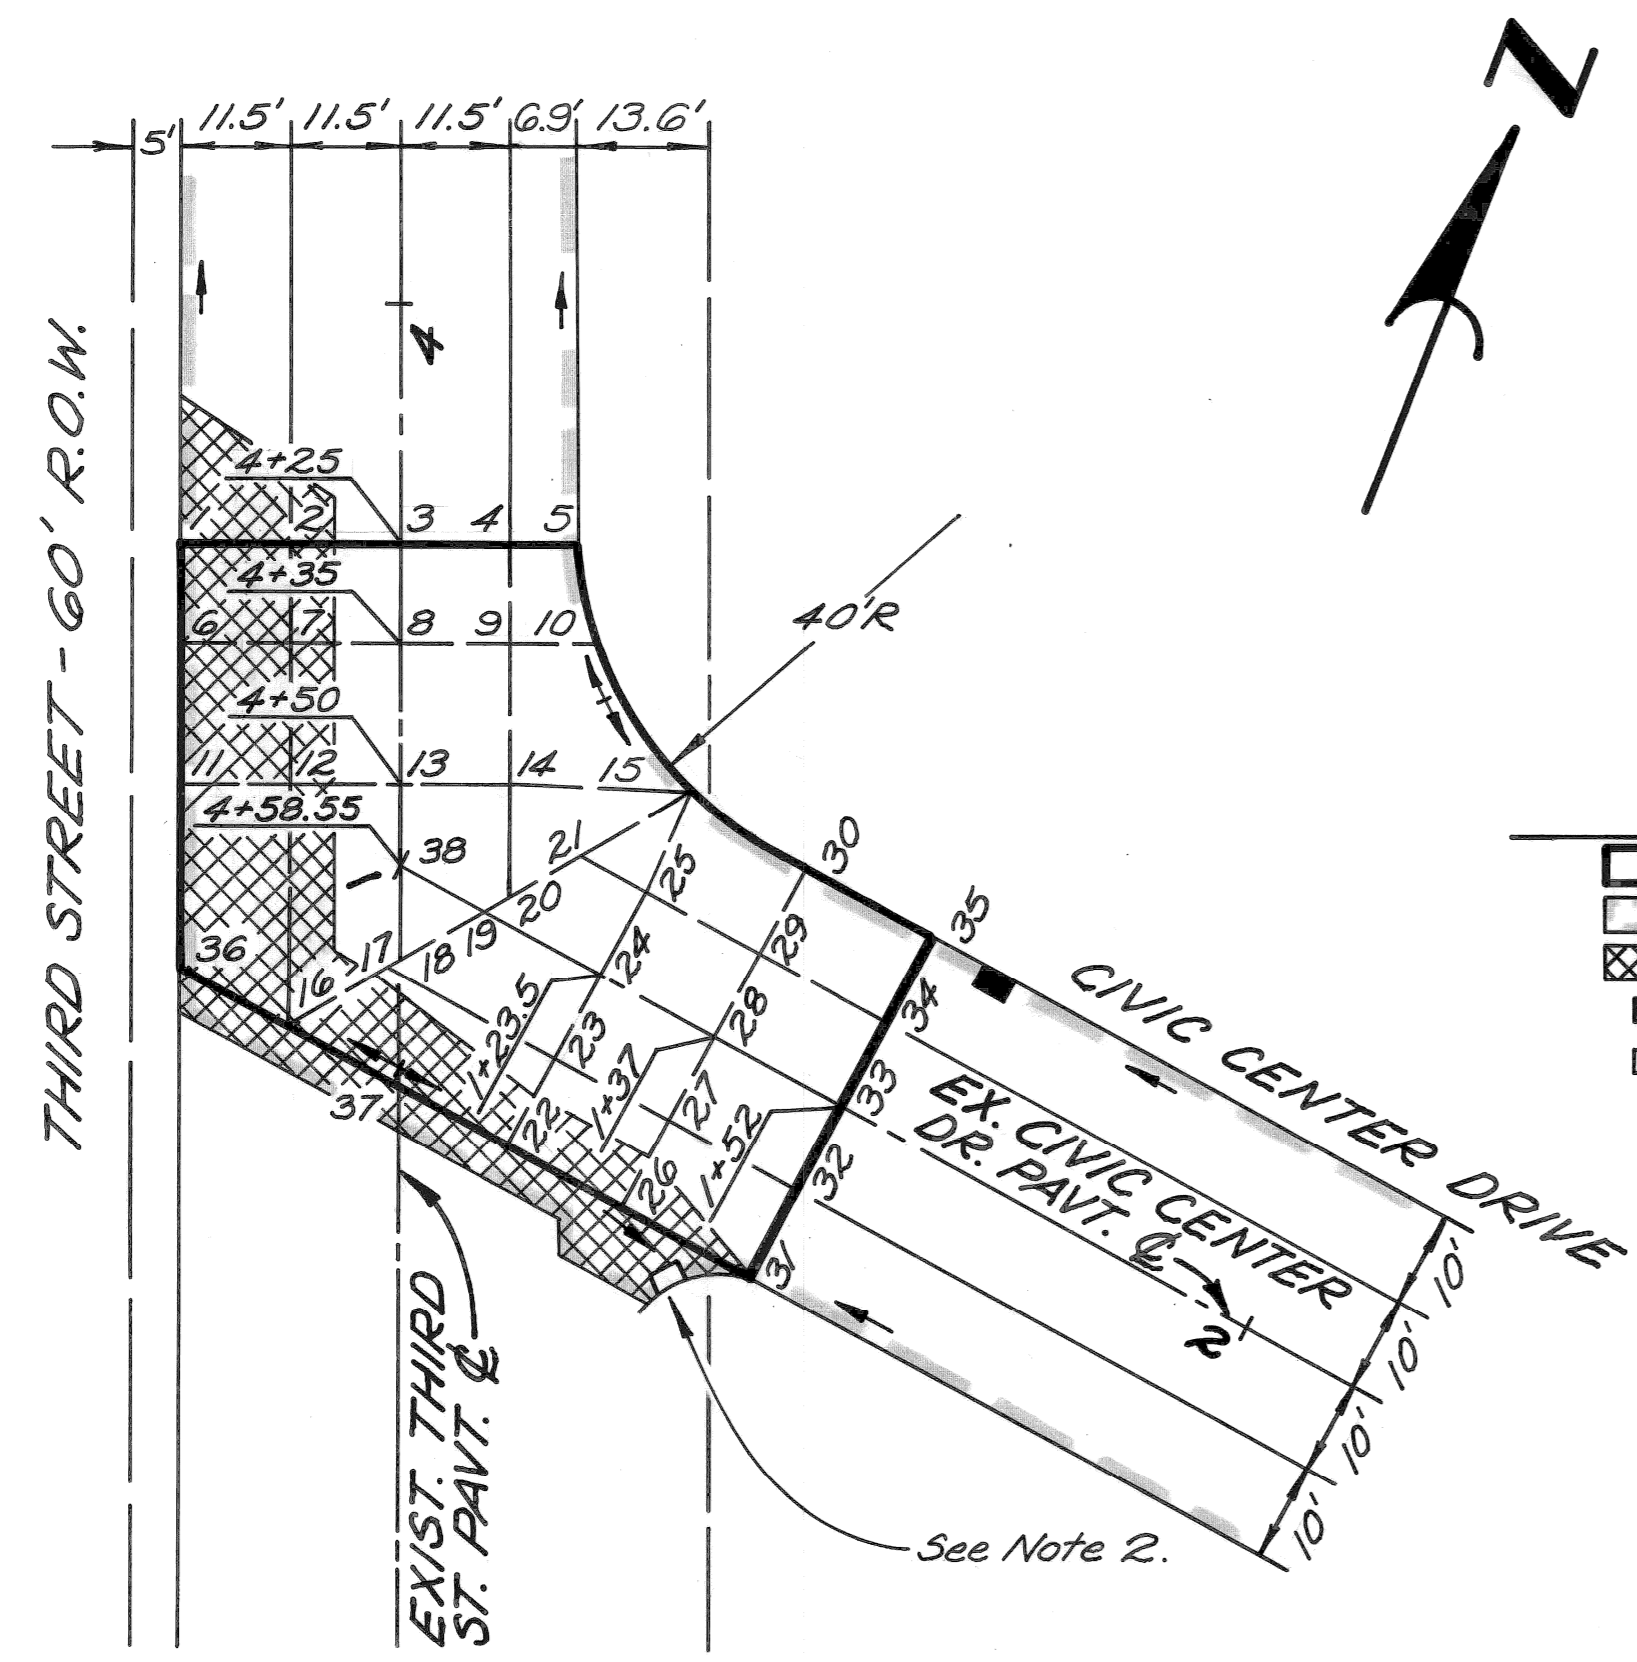 N
5' 11.5' 11.5' 11.5' 6.9' 13.6'
THIRD STREET - 60' R.O.W.
4
4+25
1 2 3 4 5
4+35
6 7 8 9 10
40'R
4+50
11 12 13 14 15
4+58.55
38
1
21
20
19
18
17
16
36
37
25
24
23
22
1+23.5
30
29
28
27
26
1+37
35
34
33
32
31
1+52
CIVIC CENTER DRIVE
EX. CIVIC CENTER
DR. PAVT. ℄
2
10' 10' 10' 10'
EXIST. THIRD
ST. PAVT. ℄
See Note 2.